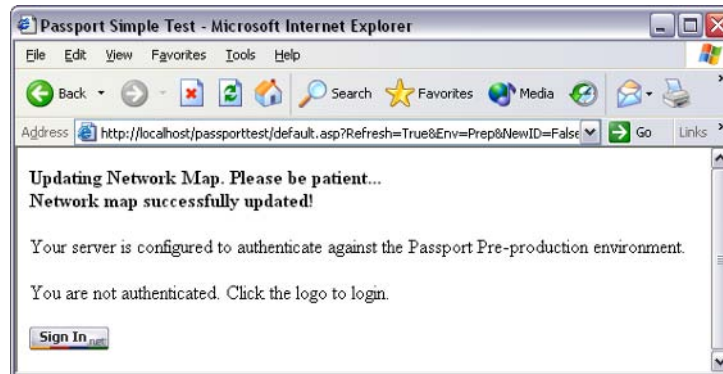 Passport Simple Test - Microsoft Internet Explorer
File Edit View Favorites Tools Help
Back Search Favorites Media
Address http://localhost/passporttest/default.asp?Refresh=True&Env=Prep&NewID=False Go Links
Updating Network Map. Please be patient...
Network map successfully updated!
Your server is configured to authenticate against the Passport Pre-production environment.
You are not authenticated. Click the logo to login.
Sign In .net